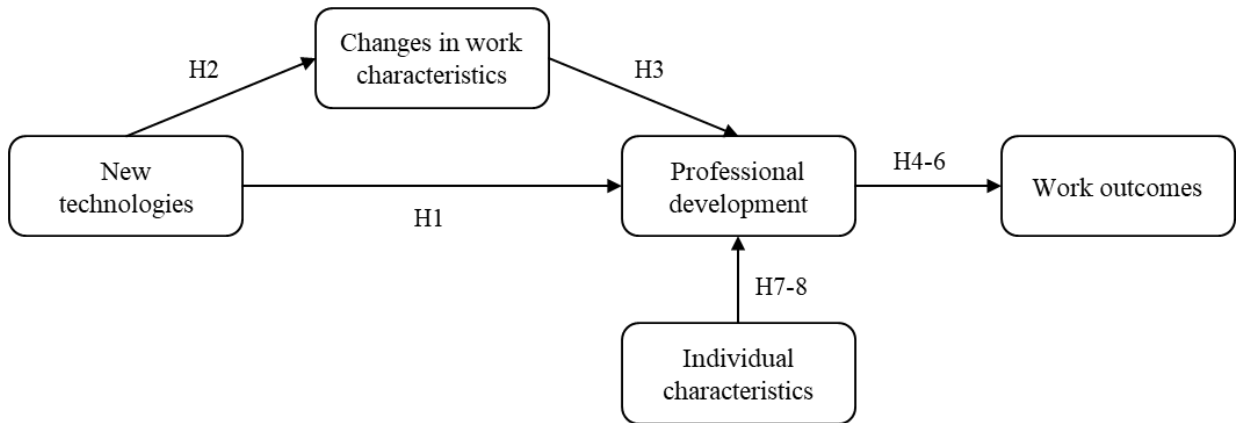 Changes in work
characteristics
H2
H3
New
technologies
H1
Professional
development
H4-6
Work outcomes
H7-8
Individual
characteristics